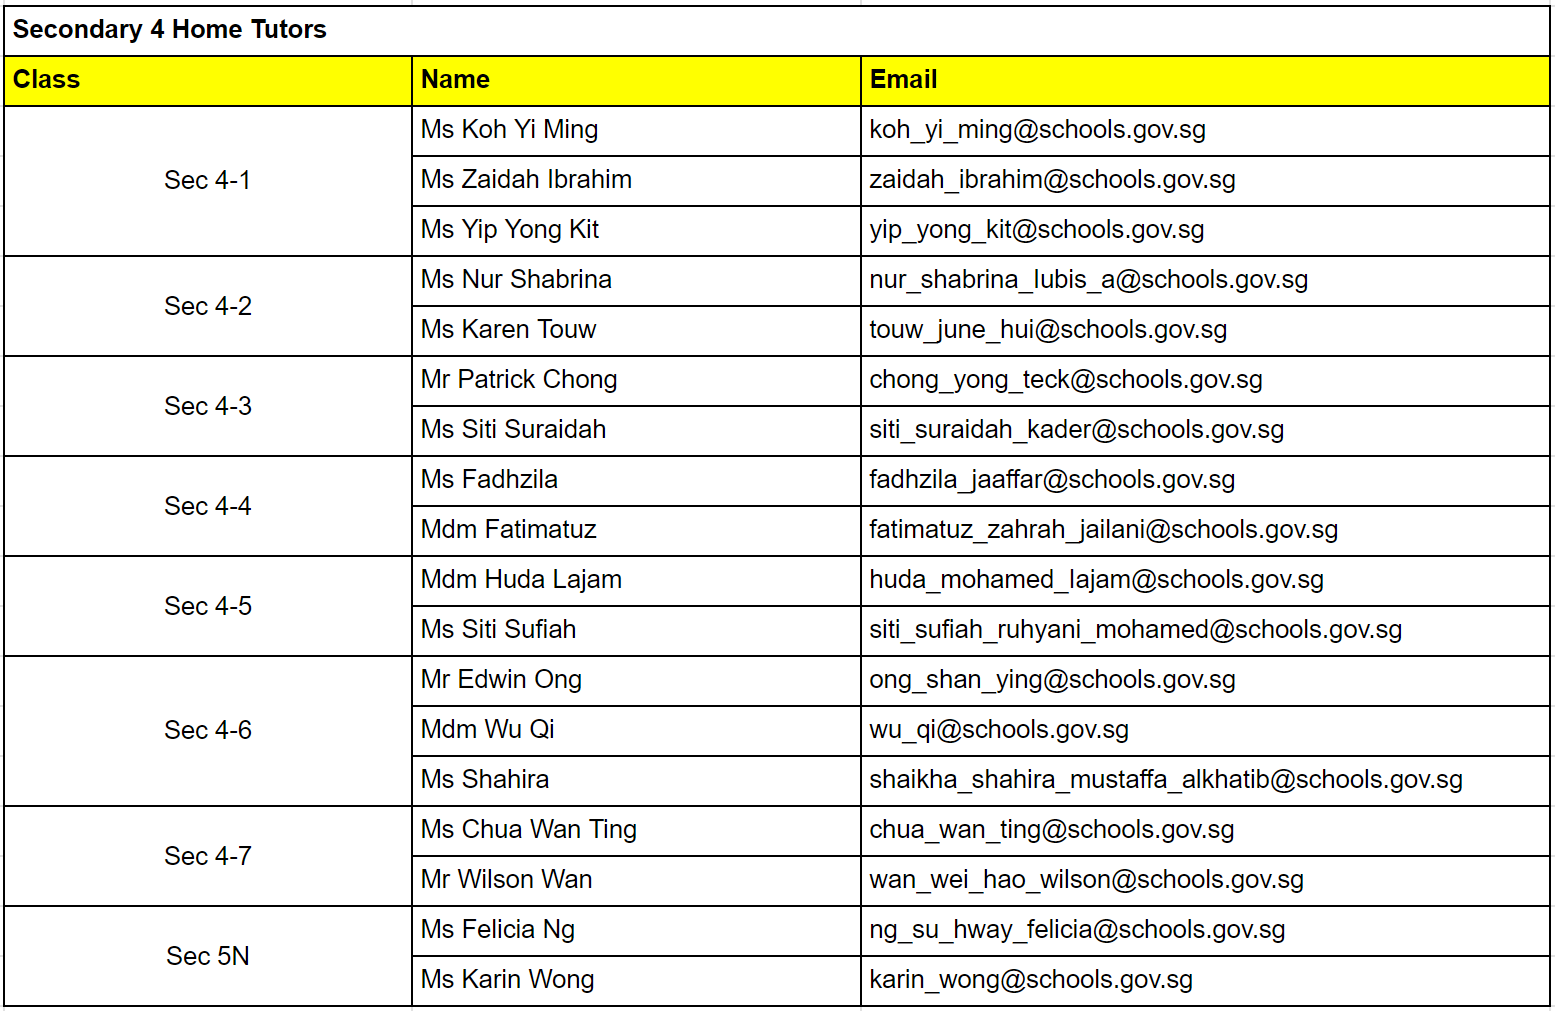 Secondary 4 Home Tutors
Class Name Email
Sec 4-1
Ms Koh Yi Ming koh_yi_ming@schools.gov.sg
Ms Zaidah Ibrahim zaidah_ibrahim@schools.gov.sg
Ms Yip Yong Kit yip_yong_kit@schools.gov.sg
Sec 4-2
Ms Nur Shabrina nur_shabrina_lubis_a@schools.gov.sg
Ms Karen Touw touw_june_hui@schools.gov.sg
Sec 4-3
Mr Patrick Chong chong_yong_teck@schools.gov.sg
Ms Siti Suraidah siti_suraidah_kader@schools.gov.sg
Sec 4-4
Ms Fadhzila fadhzila_jaaffar@schools.gov.sg
Mdm Fatimatuz fatimatuz_zahrah_jailani@schools.gov.sg
Sec 4-5
Mdm Huda Lajam huda_mohamed_lajam@schools.gov.sg
Ms Siti Sufiah siti_sufiah_ruhyani_mohamed@schools.gov.sg
Sec 4-6
Mr Edwin Ong ong_shan_ying@schools.gov.sg
Mdm Wu Qi wu_qi@schools.gov.sg
Ms Shahira shaikha_shahira_mustaffa_alkhatib@schools.gov.sg
Sec 4-7
Ms Chua Wan Ting chua_wan_ting@schools.gov.sg
Mr Wilson Wan wan_wei_hao_wilson@schools.gov.sg
Sec 5N
Ms Felicia Ng ng_su_hway_felicia@schools.gov.sg
Ms Karin Wong karin_wong@schools.gov.sg